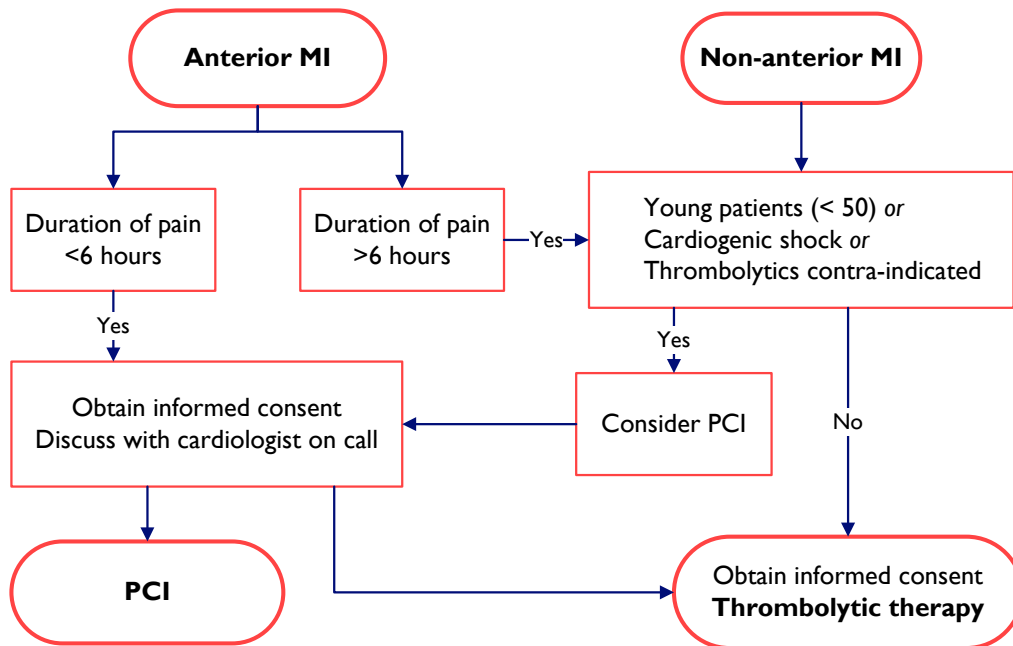 Anterior MI
Non-anterior MI
Duration of pain
<6 hours
Duration of pain
>6 hours
Yes
Young patients (< 50) or
Cardiogenic shock or
Thrombolytics contra-indicated
Yes
Yes
Obtain informed consent
Discuss with cardiologist on call
Consider PCI
No
PCI
Obtain informed consent
Thrombolytic therapy